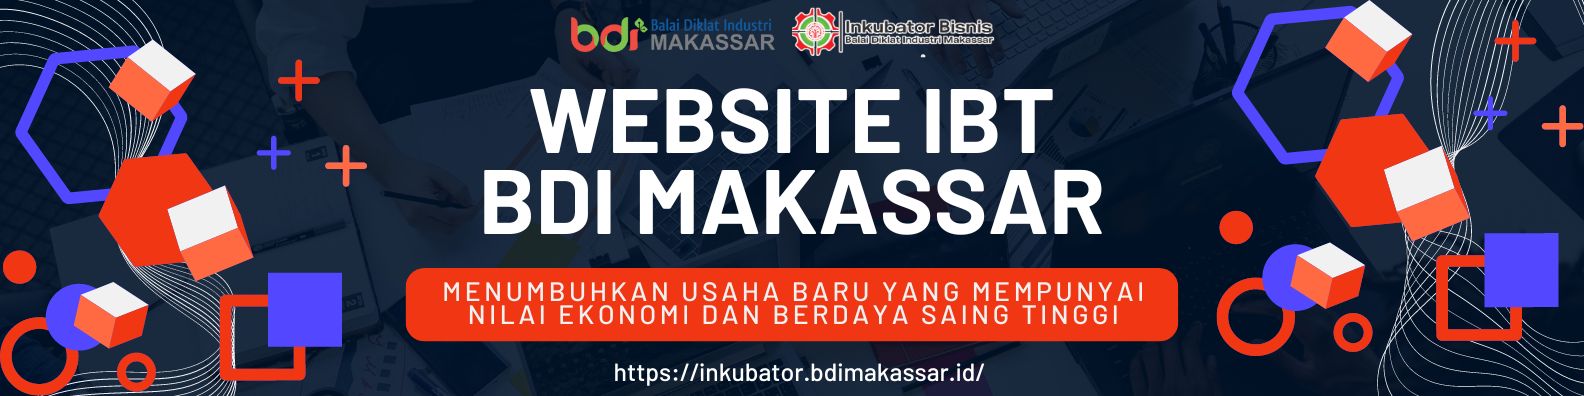 bdi Balai Diklat Industri
MAKASSAR
Inkubator Bisnis
Balai Diklat Industri Makassar
WEBSITE IBT
BDI MAKASSAR
MENUMBUHKAN USAHA BARU YANG MEMPUNYAI
NILAI EKONOMI DAN BERDAYA SAING TINGGI
https://inkubator.bdimakassar.id/